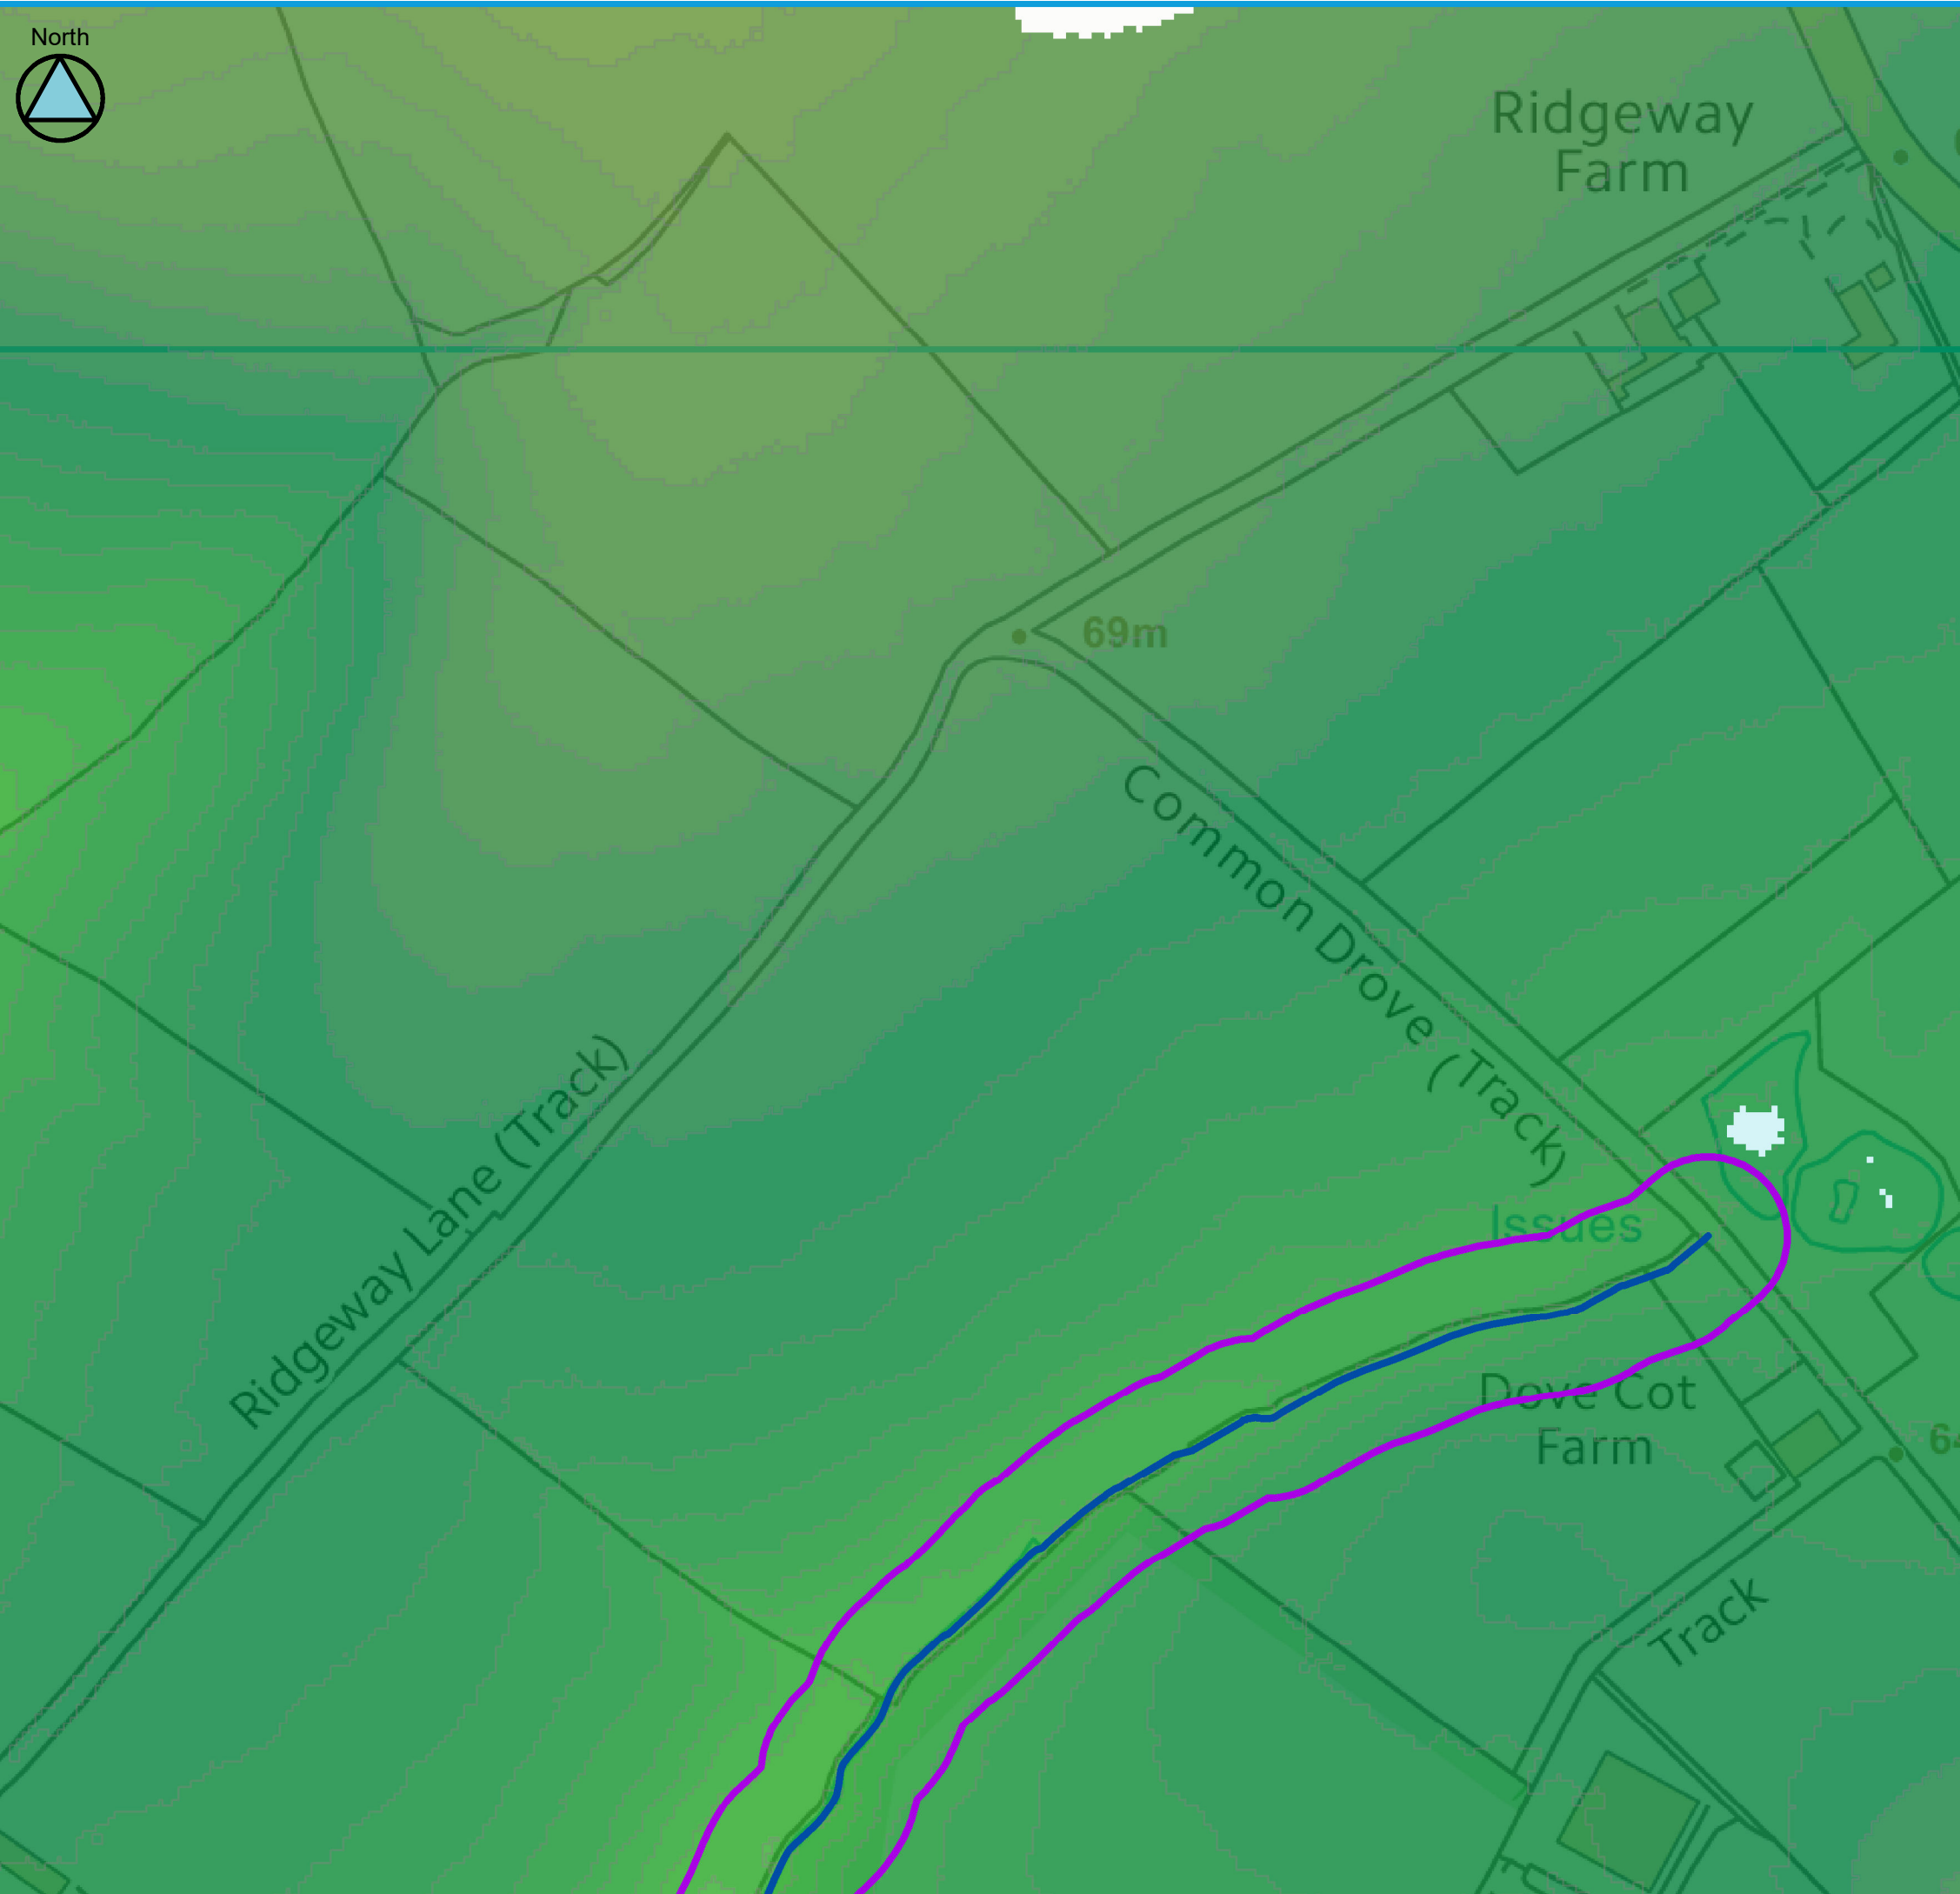 North
Ridgeway
Farm
69m
Common Drove (Track)
Ridgeway Lane (Track)
Issues
Dove Cot
Farm
Track